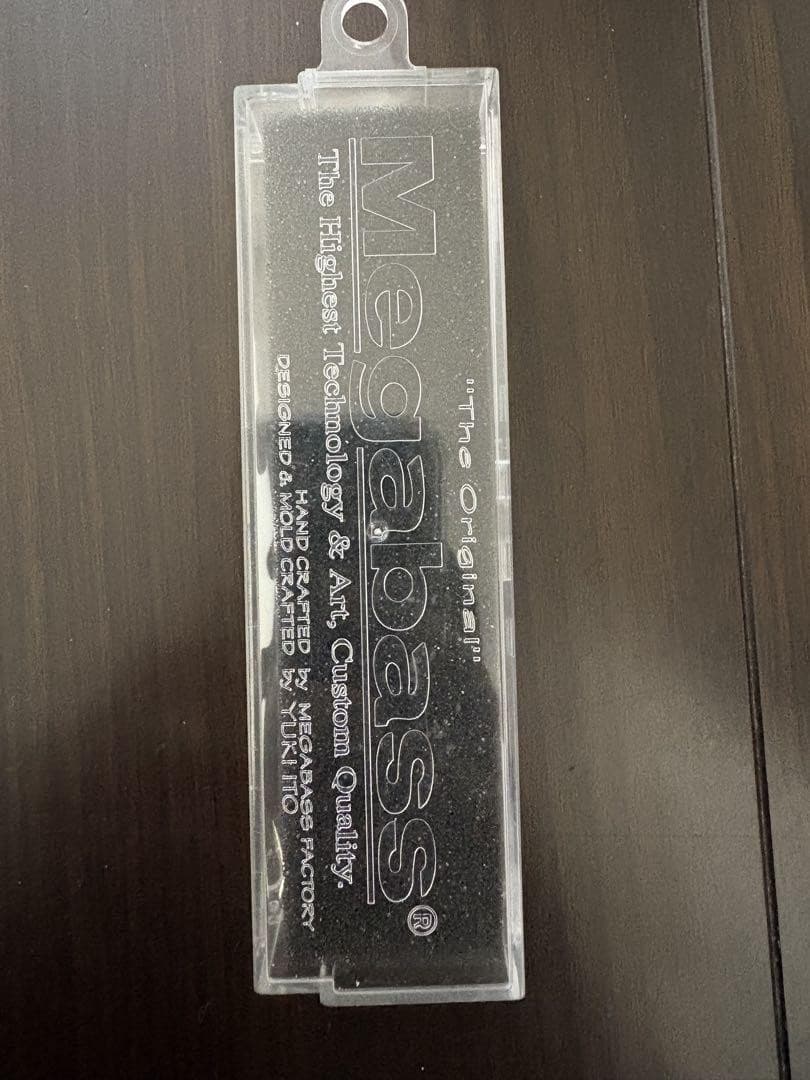 "The Original"
Megabass®
The Highest Technology & Art, Custom Quality.
HAND CRAFTED by MEGABASS FACTORY
DESIGNED & MOLD CRAFTED by YUKI ITO